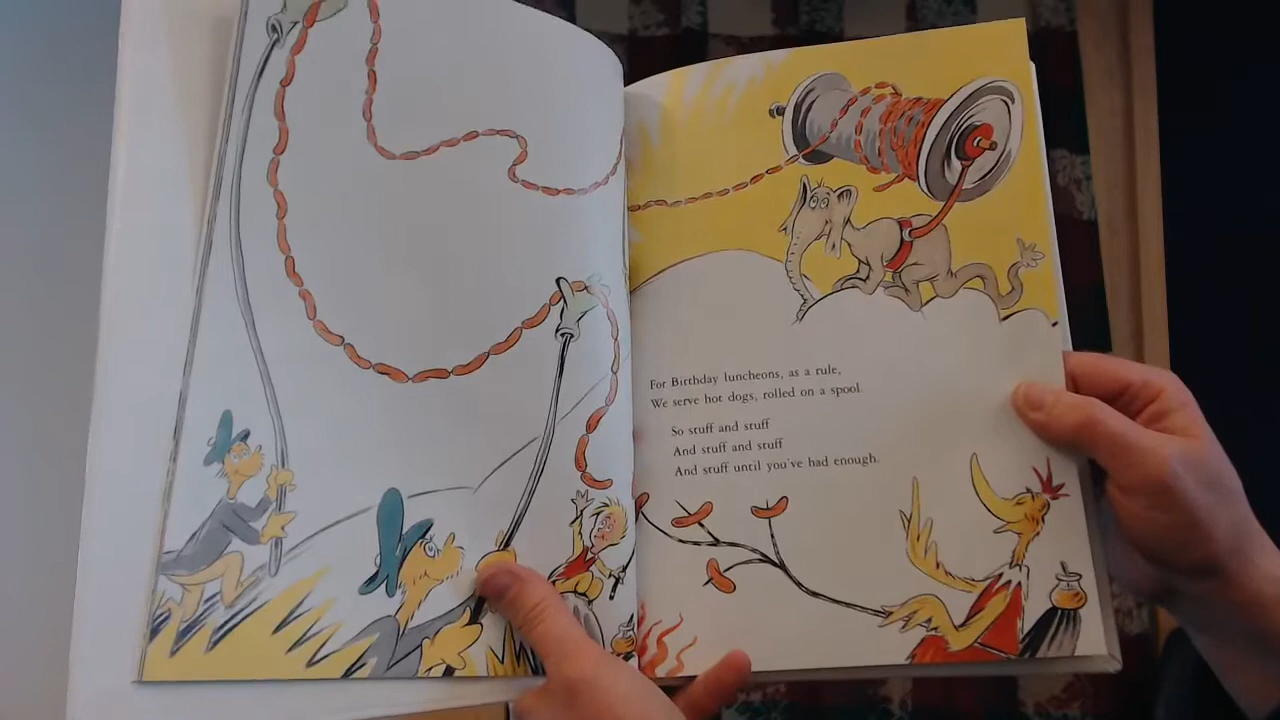 For Birthday luncheons, as a rule,
We serve hot dogs, rolled on a spool.
So stuff and stuff
And stuff and stuff
And stuff until you've had enough.